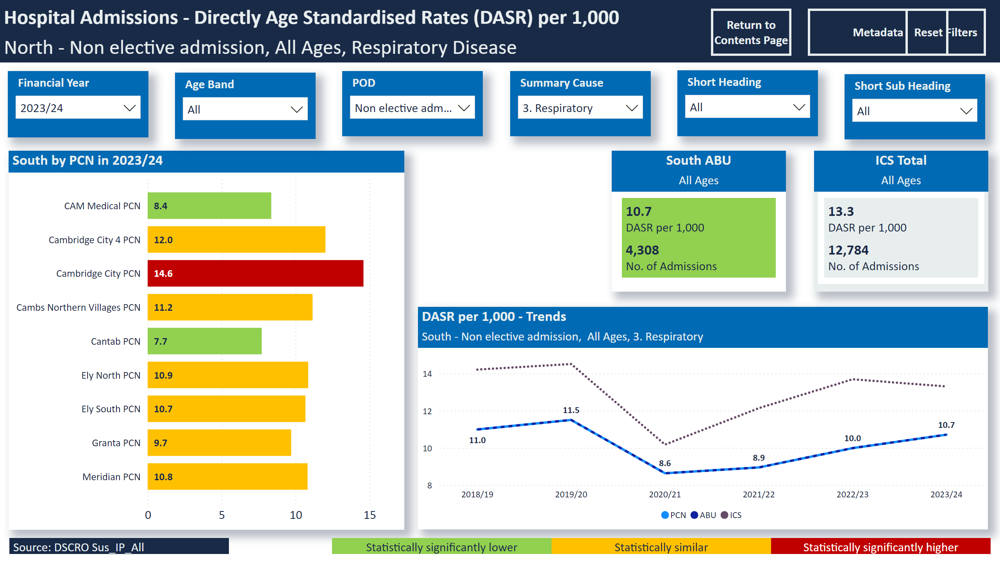 Hospital Admissions - Directly Age Standardised Rates (DASR) per 1,000
North - Non elective admission, All Ages, Respiratory Disease
Return to
Contents Page
Metadata
Reset Filters
Financial Year
2023/24
Age Band
All
POD
Non elective adm...
Summary Cause
3. Respiratory
Short Heading
All
Short Sub Heading
All
South by PCN in 2023/24
CAM Medical PCN 8.4
Cambridge City 4 PCN 12.0
Cambridge City PCN 14.6
Cambs Northern Villages PCN 11.2
Cantab PCN 7.7
Ely North PCN 10.9
Ely South PCN 10.7
Granta PCN 9.7
Meridian PCN 10.8
0 5 10 15
South ABU
All Ages
10.7
DASR per 1,000
4,308
No. of Admissions
ICS Total
All Ages
13.3
DASR per 1,000
12,784
No. of Admissions
DASR per 1,000 - Trends
South - Non elective admission, All Ages, 3. Respiratory
14
12
10
8
11.0
11.5
8.6
8.9
10.0
10.7
2018/19 2019/20 2020/21 2021/22 2022/23 2023/24
PCN ABU ICS
Source: DSCRO Sus_IP_All
Statistically significantly lower
Statistically similar
Statistically significantly higher